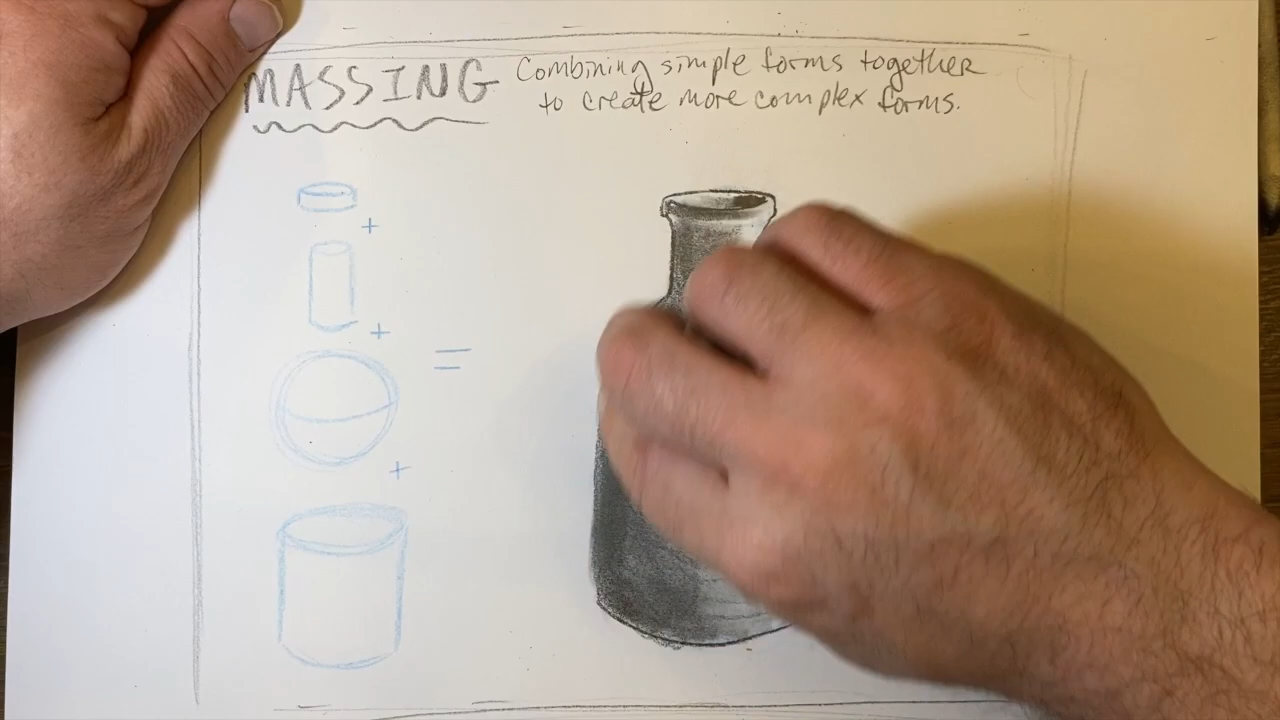 MASSING
Combining simple forms together
to create more complex forms.
+
+
=
+